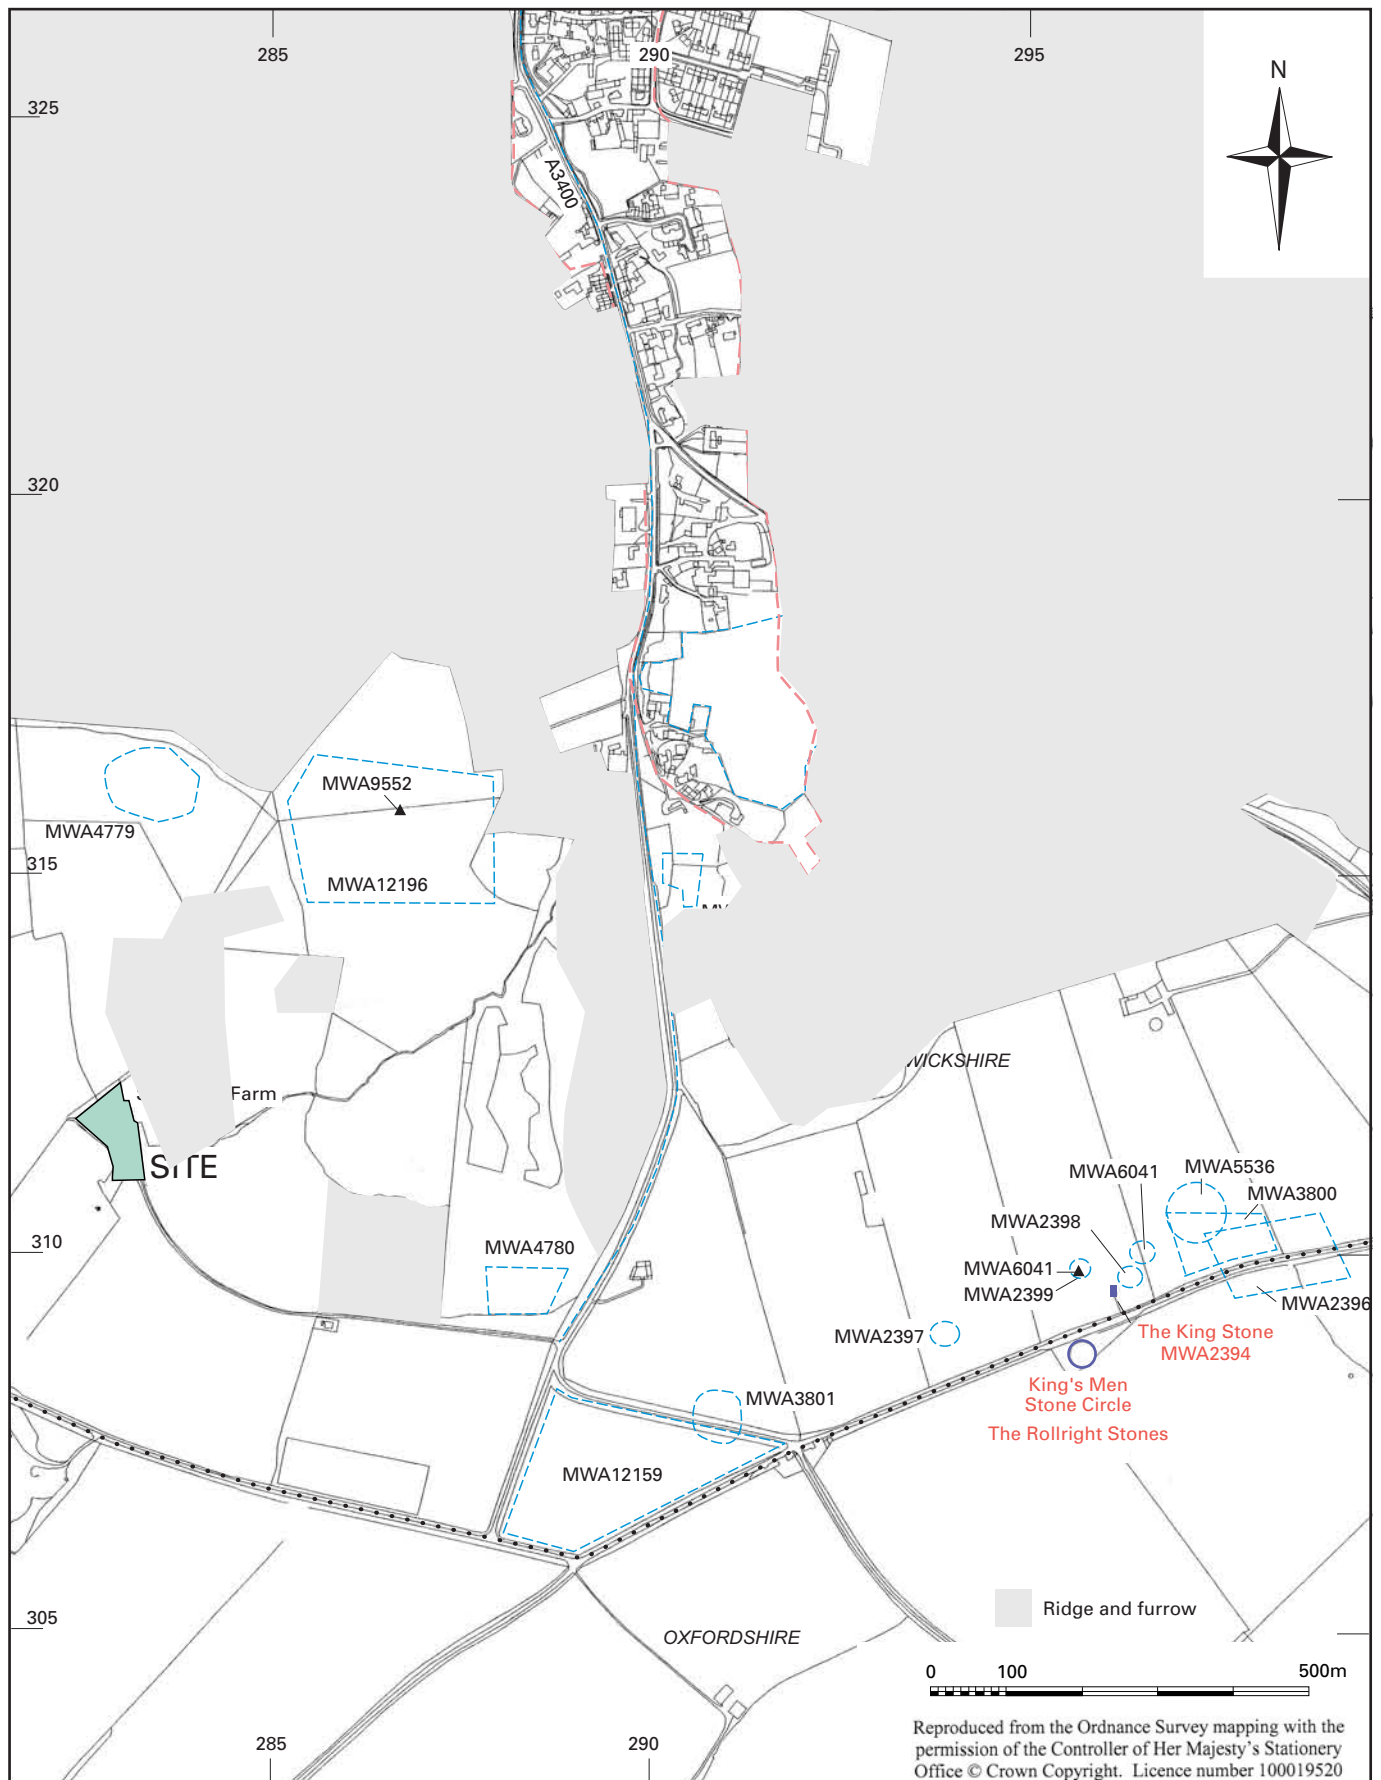 285
290
295
N
325
A3400
320
MWA9552
MWA4779
315
MWA12196
WICKSHIRE
Farm
SITE
MWA6041
MWA5536
MWA3800
MWA2398
310
MWA4780
MWA6041
MWA2399
MWA2396
MWA2397
The King Stone
MWA2394
King's Men
Stone Circle
MWA3801
The Rollright Stones
MWA12159
Ridge and furrow
305
OXFORDSHIRE
0 100 500m
285
290
Reproduced from the Ordnance Survey mapping with the
permission of the Controller of Her Majesty's Stationery
Office © Crown Copyright. Licence number 100019520